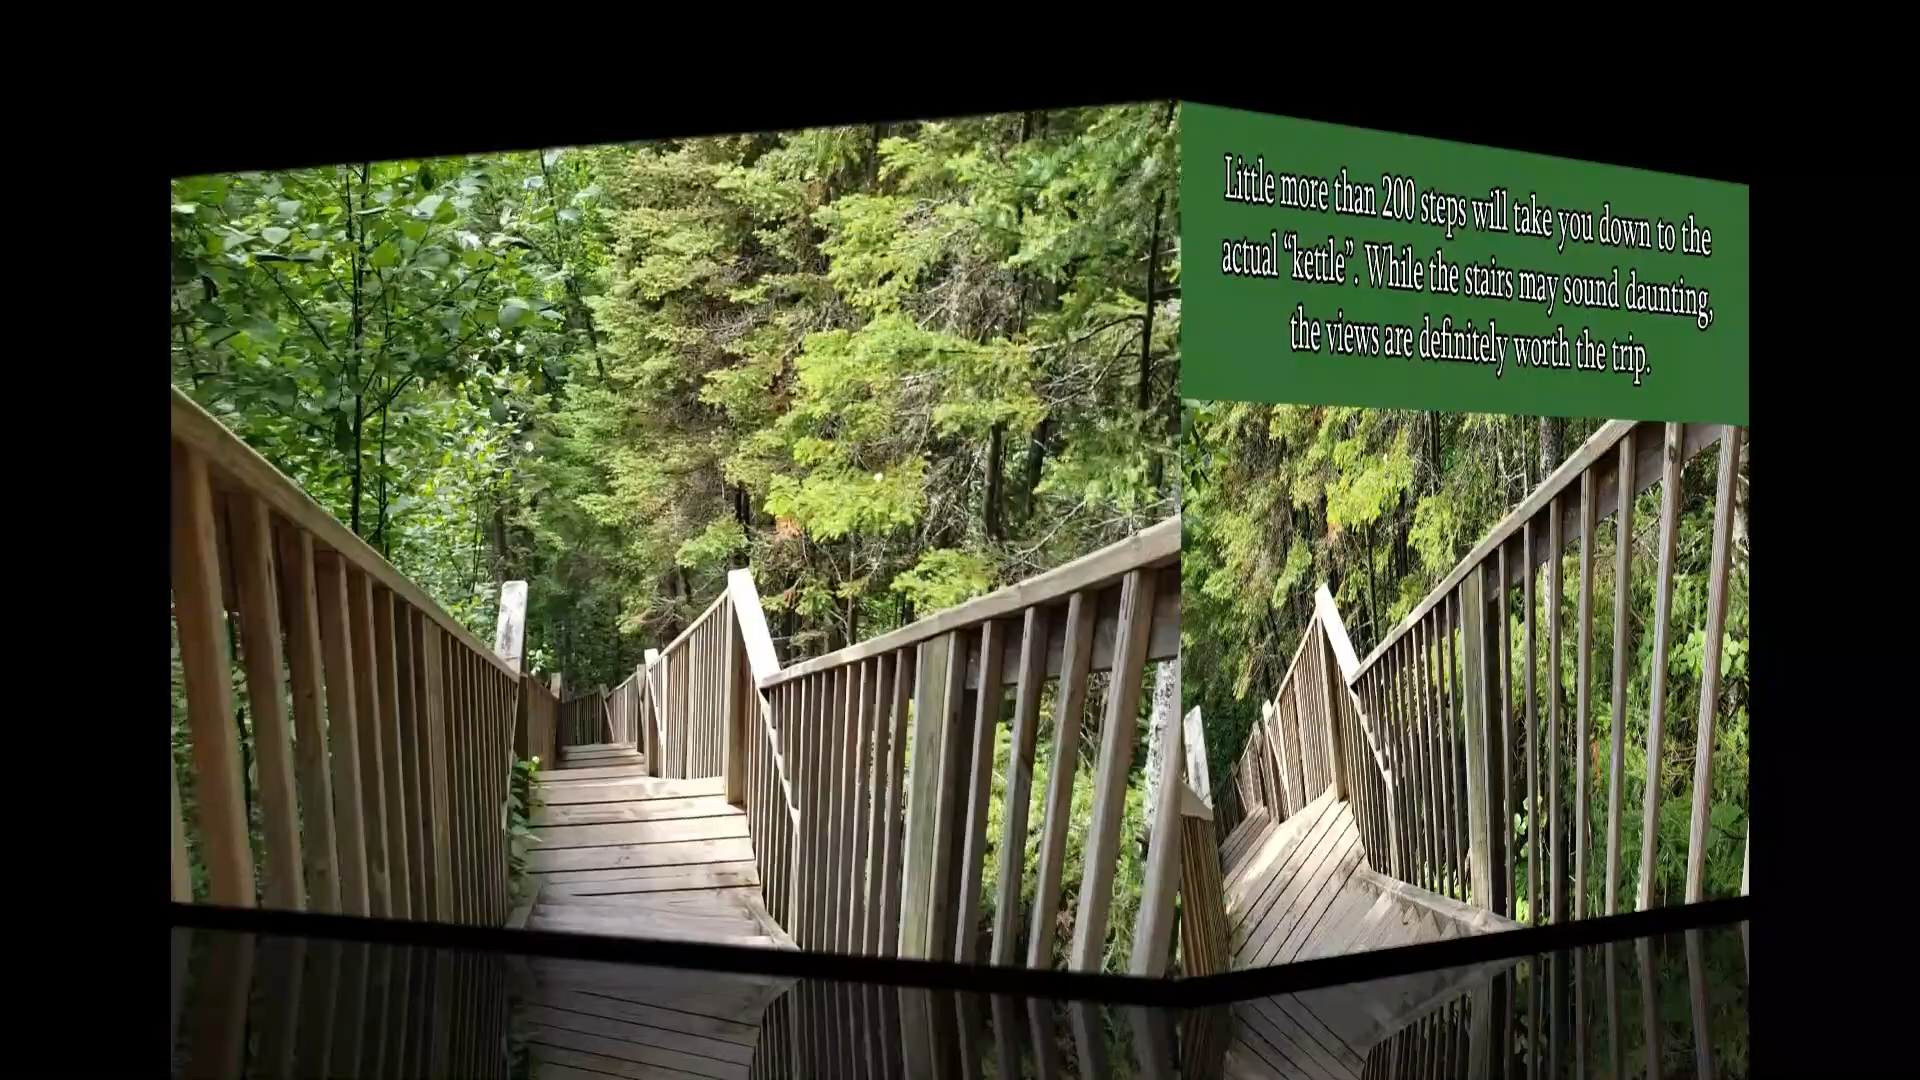 Little more than 200 steps will take you down to the
actual “kettle”. While the stairs may sound daunting,
the views are definitely worth the trip.